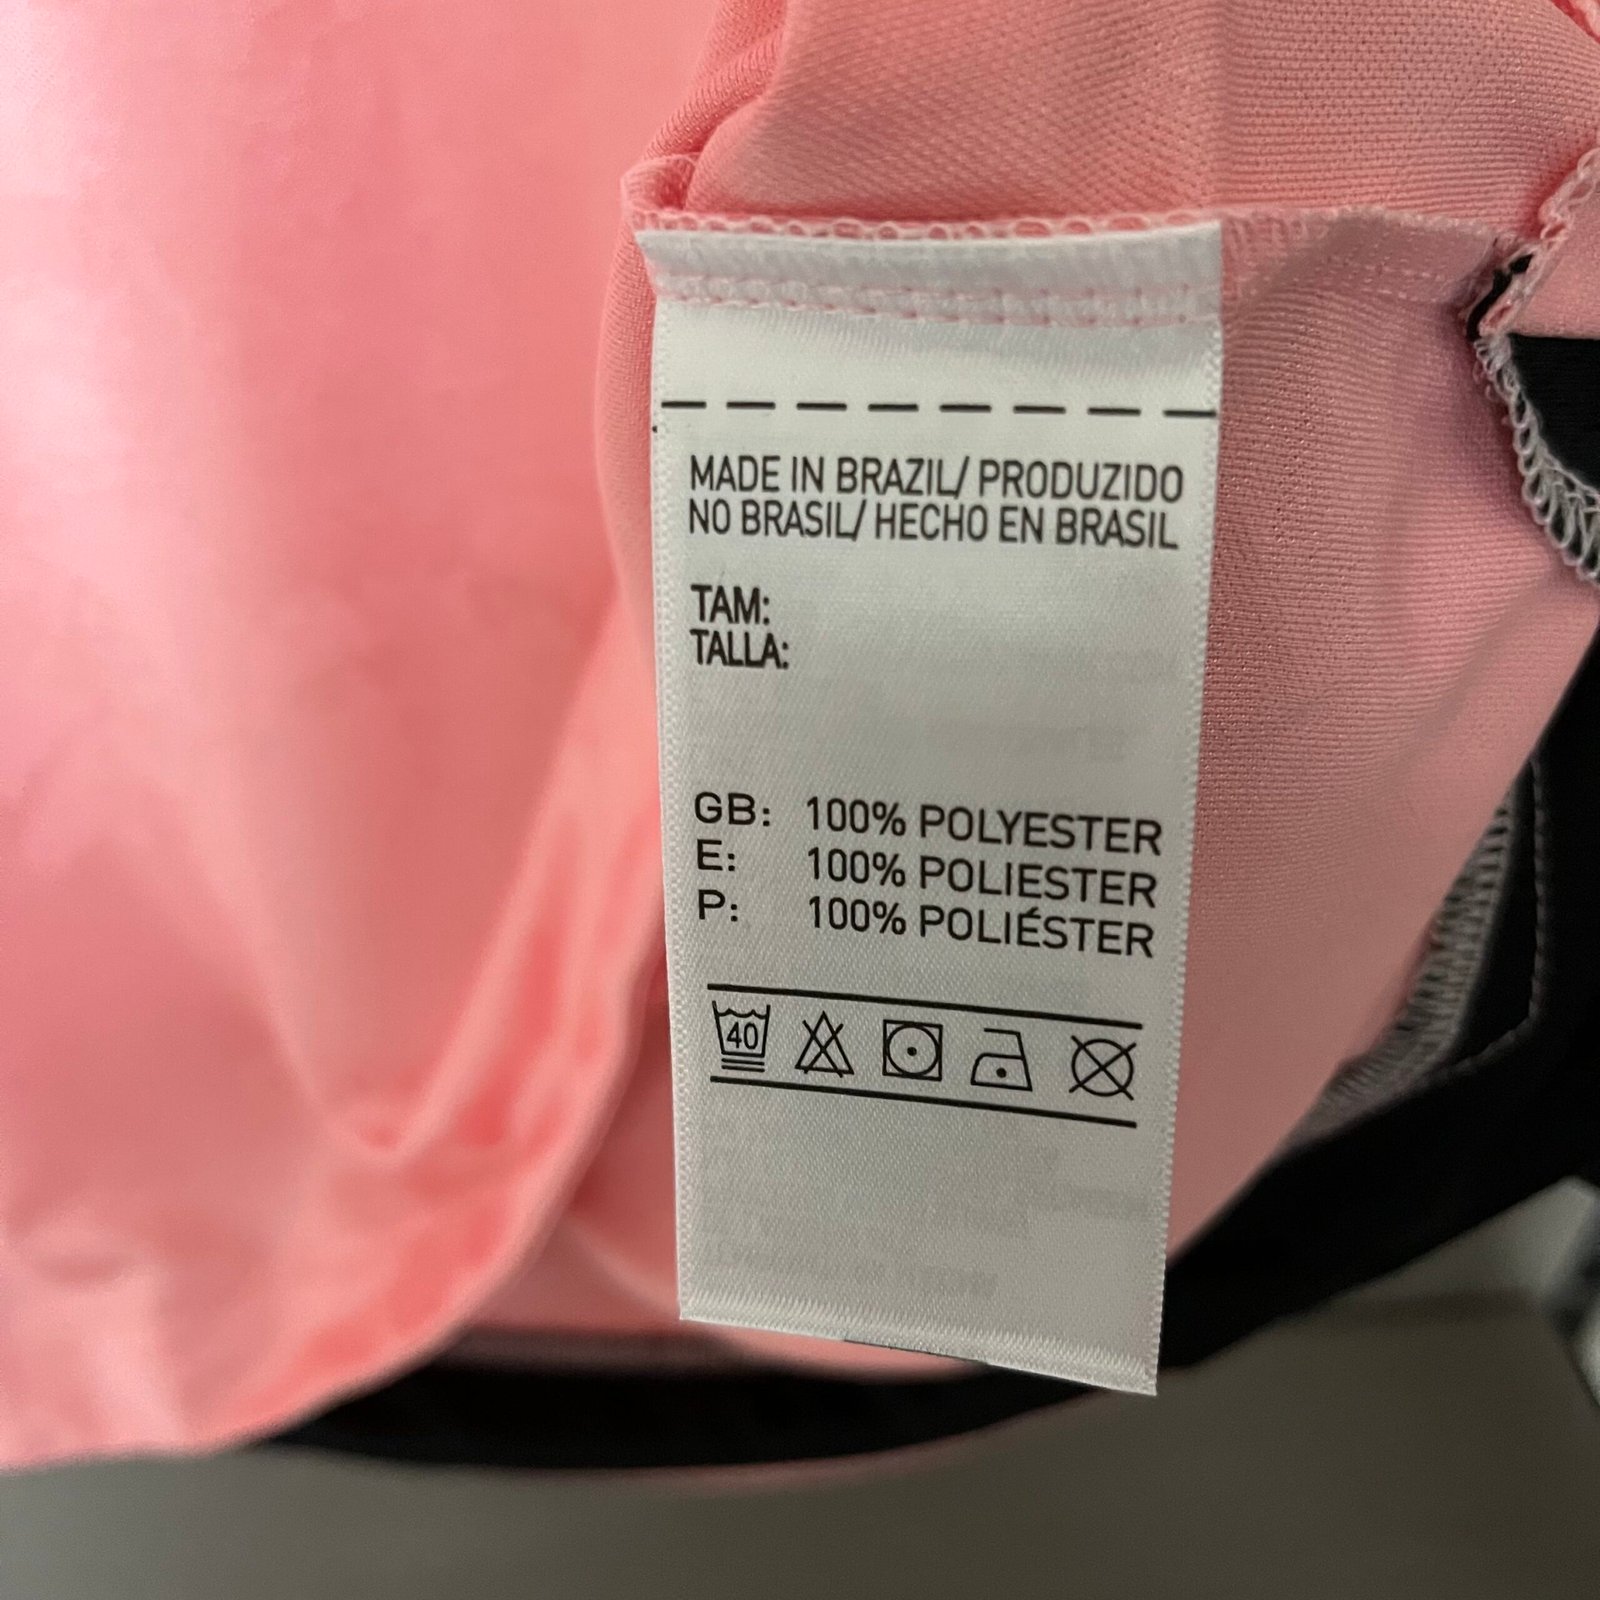 MADE IN BRAZIL/ PRODUZIDO
NO BRASIL/ HECHO EN BRASIL
TAM:
TALLA:
GB: 100% POLYESTER
E: 100% POLIESTER
P: 100% POLIÉSTER
40